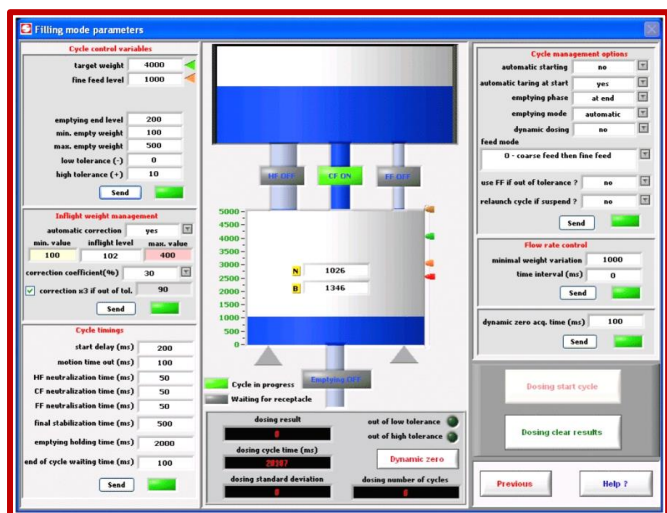 Filling mode parameters
Cycle control variables
target weight 4000
fine feed level 1000
emptying end level 200
min. empty weight 100
max. empty weight 500
low tolerance (-) 0
high tolerance (+) 10
Send
Inflight weight management
automatic correction yes
min. value inflight level max. value
100 102 400
correction coefficient(%) 30
correction x3 if out of tol. 90
Send
Cycle timings
start delay (ms) 200
motion time out (ms) 100
HF neutralization time (ms) 50
CF neutralization time (ms) 50
FF neutralisation time (ms) 50
final stabilization time (ms) 500
emptying holding time (ms) 2000
end of cycle waiting time (ms) 100
Send
HF OFF CF ON FF OFF
5000
4500
4000
3500
3000
2500
2000
1500
1000
500
0
N 1026
B 1346
Emptying OFF
Cycle in progress
Waiting for receptacle
dosing result
0
dosing cycle time (ms)
20307
dosing standard deviation
0
out of low tolerance
out of high tolerance
Dynamic zero
dosing number of cycles
0
Cycle management options
automatic starting no
automatic taring at start yes
emptying phase at end
emptying mode automatic
dynamic dosing no
feed mode
0 - coarse feed then fine feed
use FF if out of tolerance ? no
relaunch cycle if suspend ? no
Send
Flow rate control
minimal weight variation 1000
time interval (ms) 0
Send
dynamic zero acq. time (ms) 100
Send
Dosing start cycle
Dosing clear results
Previous Help ?